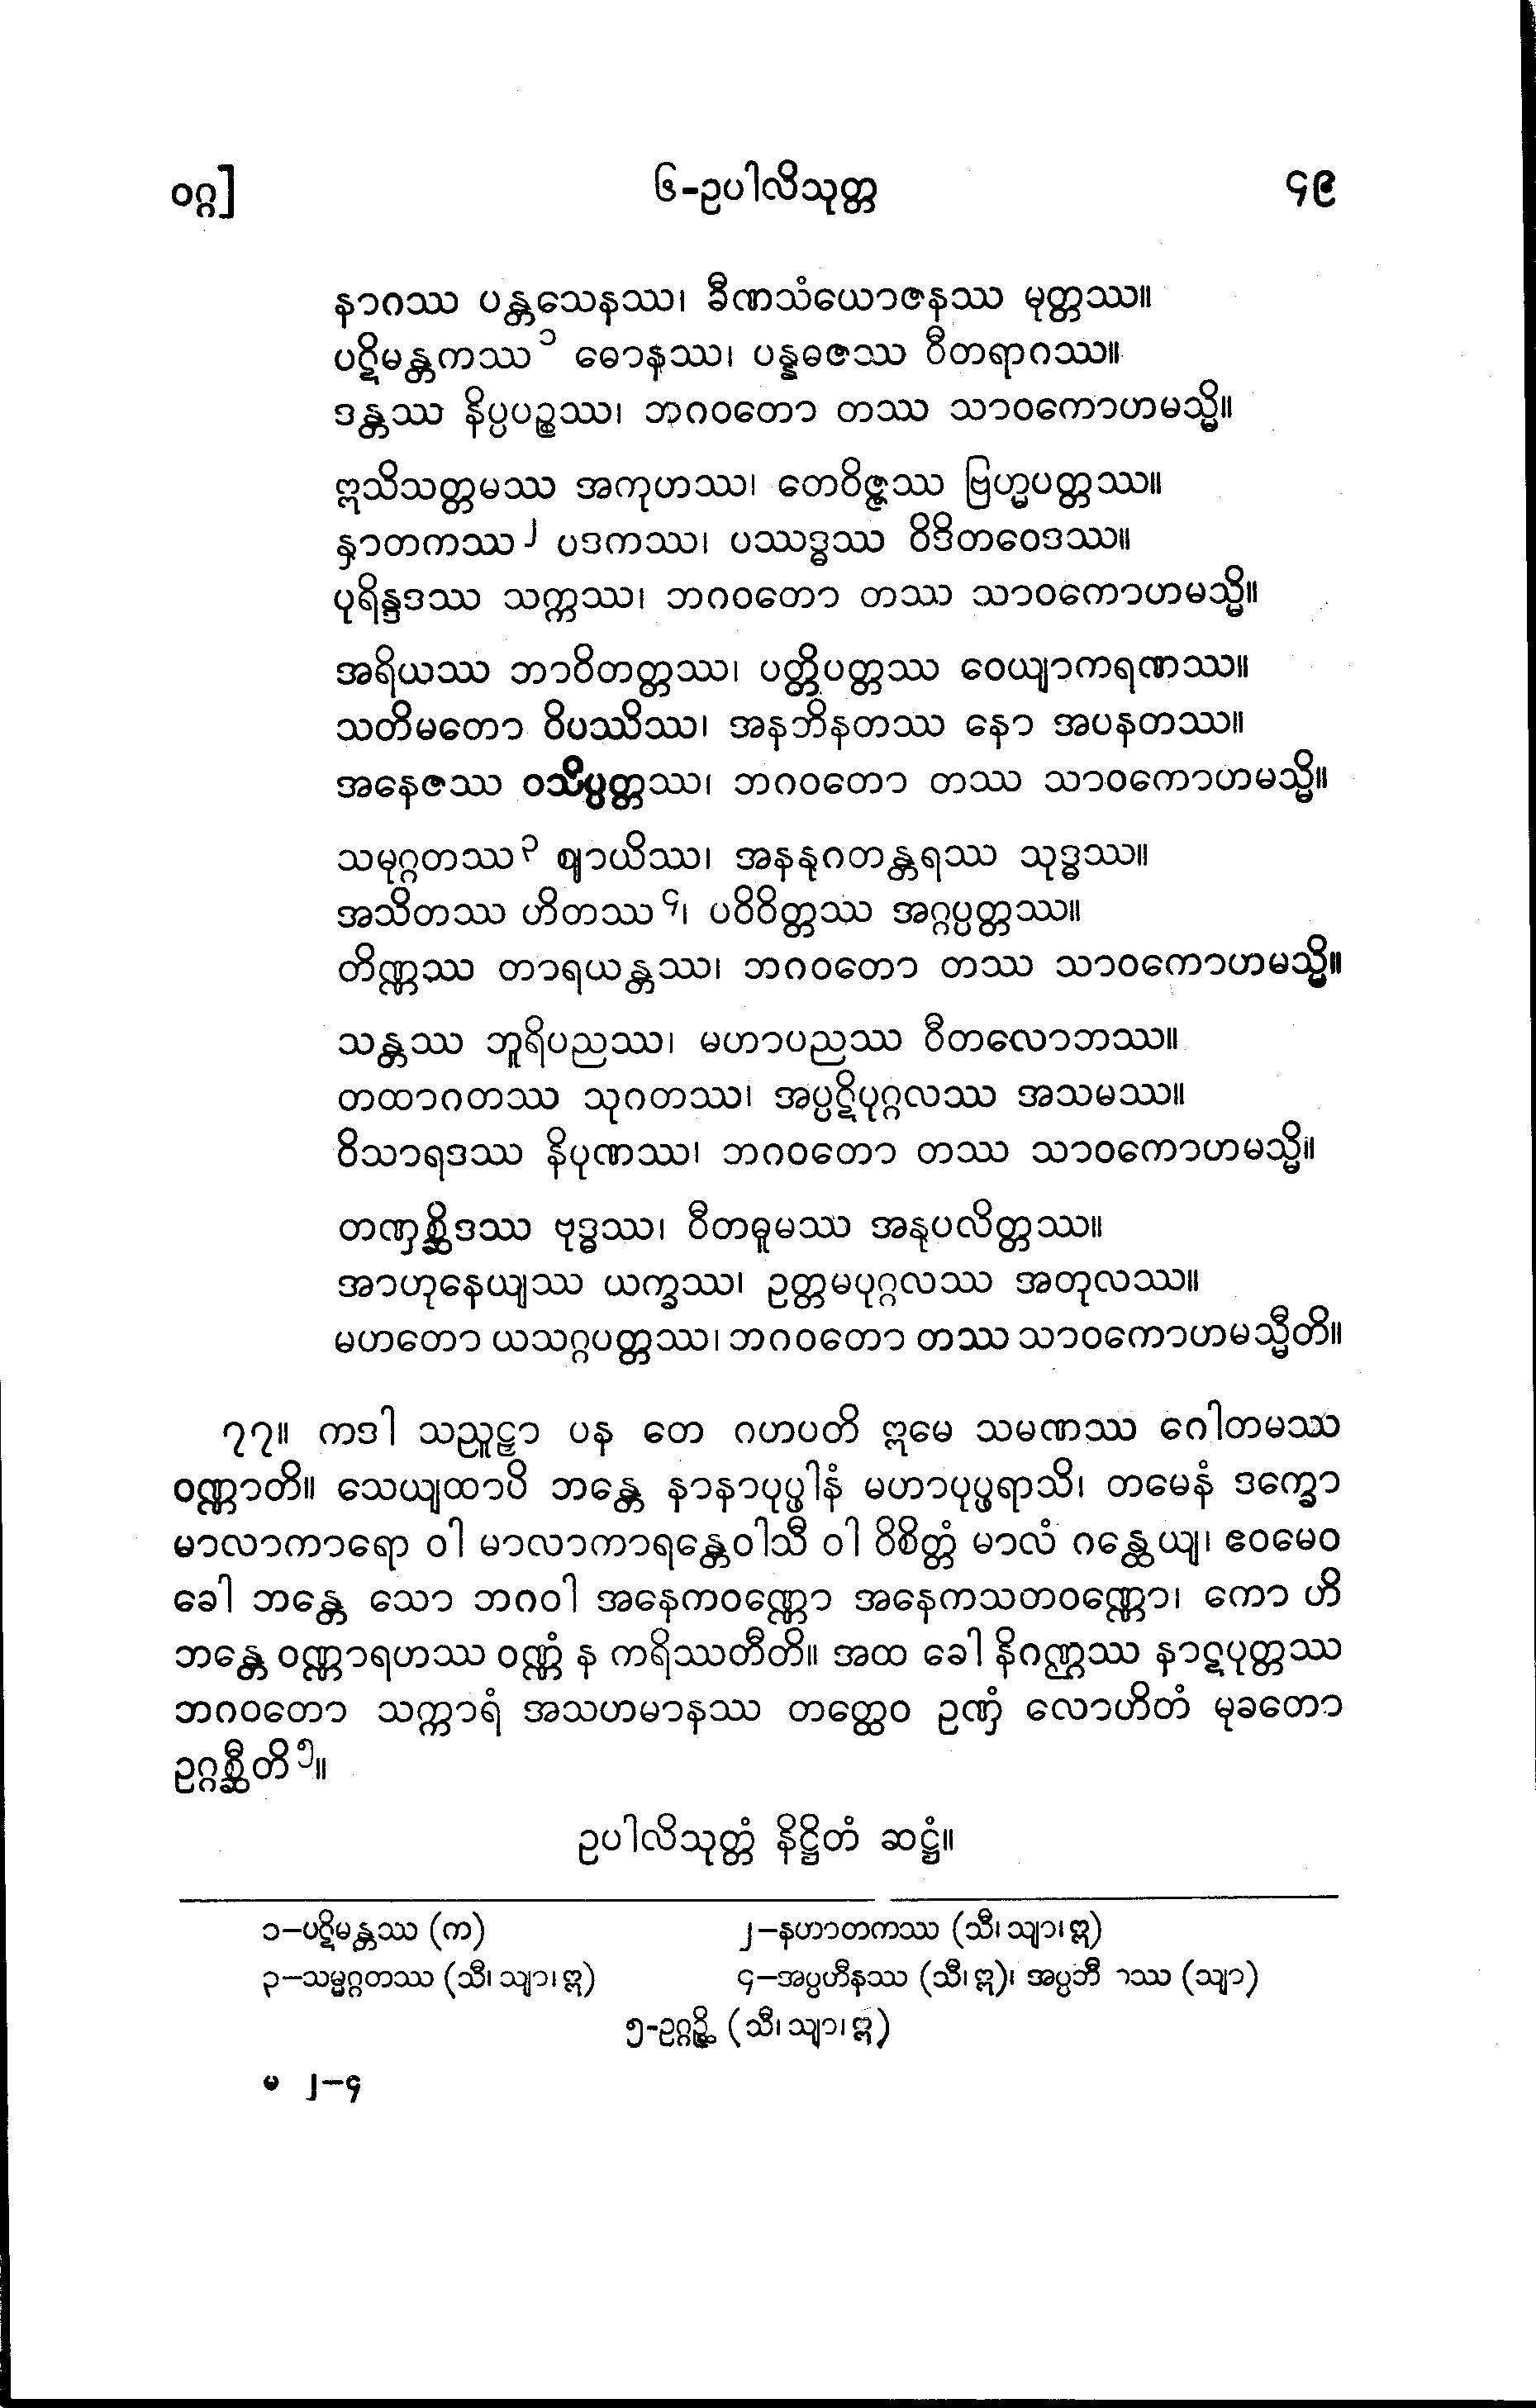 ဝဂ္ဂ] ၆-ဥပါလိသုတ္တ ၄၉
နာဂဿ ပန္တသေနဿ၊ ခီဏသံယောဇနဿ မုတ္တဿ။
ပဋိမန္တကဿ ၁ ဓောနဿ၊ ပန္နဓဇဿ ဝီတရာဂဿ။
ဒန္တဿ နိပ္ပပဉ္စဿ၊ ဘဂဝတော တဿ သာဝကောဟမသ္မိ။
ဣသိသတ္တမဿ အကုဟဿ၊ တေဝိဇ္ဇဿ ဗြဟ္မပတ္တဿ။
နှာတကဿ ၂ ပဒကဿ၊ ပဿဒ္ဓဿ ဝိဒိတဝေဒဿ။
ပုရိန္ဒဒဿ သက္ကဿ၊ ဘဂဝတော တဿ သာဝကောဟမသ္မိ။
အရိယဿ ဘာဝိတတ္တဿ၊ ပတ္တိပတ္တဿ ဝေယျာကရဏဿ။
သတိမတော ဝိပဿိဿ၊ အနဘိနတဿ နော အပနတဿ။
အနေဇဿ ဝသိပ္ပတ္တဿ၊ ဘဂဝတော တဿ သာဝကောဟမသ္မိ။
သမုဂ္ဂတဿ ၃ ဈာယိဿ၊ အနနုဂတန္တရဿ သုဒ္ဓဿ။
အသိတဿ ဟိတဿ ၄၊ ပဝိဝိတ္တဿ အဂ္ဂပ္ပတ္တဿ။
တိဏ္ဏဿ တာရယန္တဿ၊ ဘဂဝတော တဿ သာဝကောဟမသ္မိ။
သန္တဿ ဘူရိပညဿ၊ မဟာပညဿ ဝီတလောဘဿ။
တထာဂတဿ သုဂတဿ၊ အပ္ပဋိပုဂ္ဂလဿ အသမဿ။
ဝိသာရဒဿ နိပုဏဿ၊ ဘဂဝတော တဿ သာဝကောဟမသ္မိ။
တဏှစ္ဆိဒဿ ဗုဒ္ဓဿ၊ ဝီတဓူမဿ အနုပလိတ္တဿ။
အာဟုနေယျဿ ယက္ခဿ၊ ဥတ္တမပုဂ္ဂလဿ အတုလဿ။
မဟတော ယသဂ္ဂပတ္တဿ၊ ဘဂဝတော တဿ သာဝကောဟမသ္မီတိ။
၇၇။ ကဒါ သညူဠှာ ပန တေ ဂဟပတိ ဣမေ သမဏဿ ဂေါတမဿ
ဝဏ္ဏာတိ။ သေယျထာပိ ဘန္တေ နာနာပုပ္ဖါနံ မဟာပုပ္ဖရာသိ၊ တမေနံ ဒက္ခော
မာလာကာရော ဝါ မာလာကာရန္တေဝါသီ ဝါ ဝိစိတ္တံ မာလံ ဂန္ထေယျ၊ ဧဝမေဝ
ခေါ ဘန္တေ သော ဘဂဝါ အနေကဝဏ္ဏော အနေကသတဝဏ္ဏော၊ ကော ဟိ
ဘန္တေ ဝဏ္ဏာရဟဿ ဝဏ္ဏံ န ကရိဿတီတိ။ အထ ခေါ နိဂဏ္ဌဿ နာဋပုတ္တဿ
ဘဂဝတော သက္ကာရံ အသဟမာနဿ တတ္ထေဝ ဥဏှံ လောဟိတံ မုခတော
ဥဂ္ဂစ္ဆီတိ ၅။
ဥပါလိသုတ္တံ နိဋ္ဌိတံ ဆဋ္ဌံ။
၁–ပဋိမန္တဿ (က) ၂–နဟာတကဿ (သီ၊ သျာ၊ ဣ)
၃–သမ္မဂ္ဂတဿ (သီ၊ သျာ၊ ဣ) ၄–အပ္ပဟီနဿ (သီ၊ ဣ)၊ (သျာ)
၅-ဥဂ္ဂဉ္ဆိ (သီ၊ သျာ၊ ဣ)
မ ၂–၄